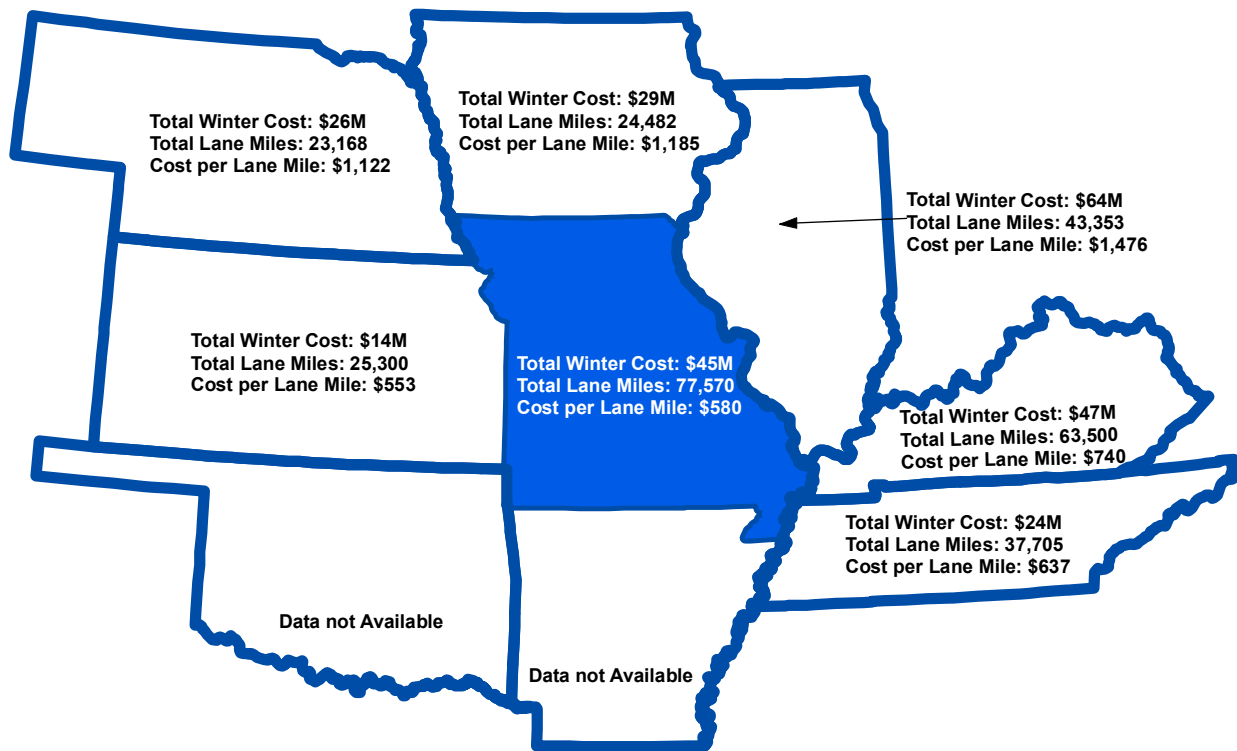 Total Winter Cost: $26M
Total Lane Miles: 23,168
Cost per Lane Mile: $1,122
Total Winter Cost: $29M
Total Lane Miles: 24,482
Cost per Lane Mile: $1,185
Total Winter Cost: $64M
Total Lane Miles: 43,353
Cost per Lane Mile: $1,476
Total Winter Cost: $14M
Total Lane Miles: 25,300
Cost per Lane Mile: $553
Total Winter Cost: $45M
Total Lane Miles: 77,570
Cost per Lane Mile: $580
Total Winter Cost: $47M
Total Lane Miles: 63,500
Cost per Lane Mile: $740
Total Winter Cost: $24M
Total Lane Miles: 37,705
Cost per Lane Mile: $637
Data not Available
Data not Available